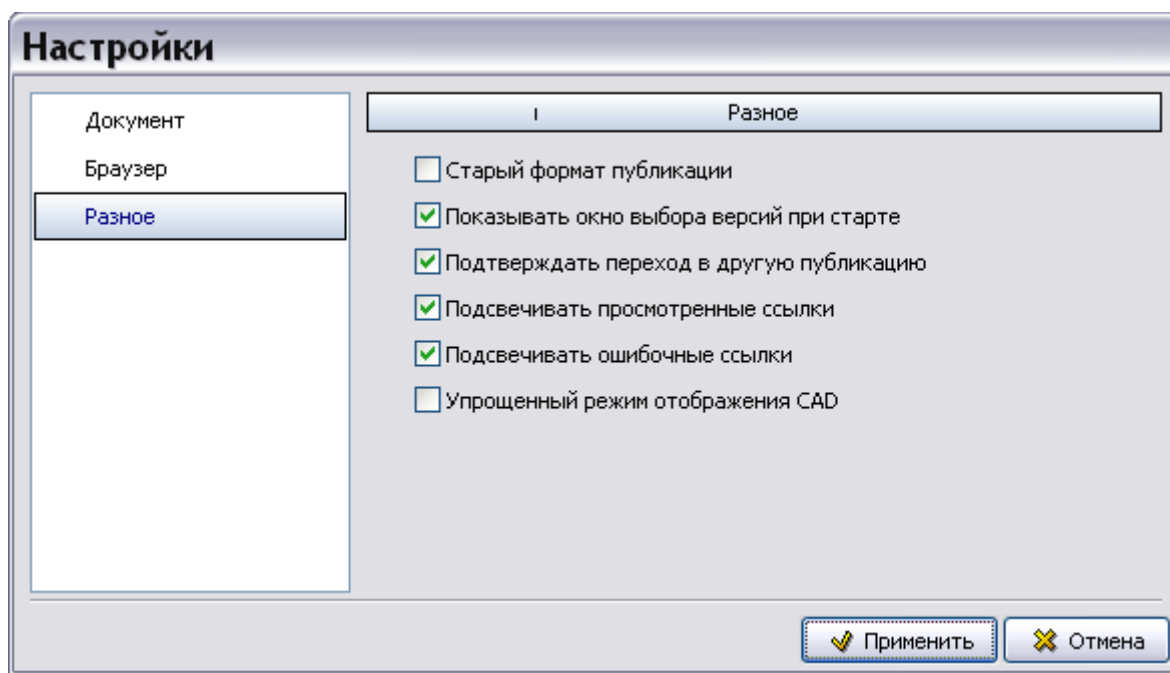 Настройки
Документ
Браузер
Разное
Разное
Старый формат публикации
Показывать окно выбора версий при старте
Подтверждать переход в другую публикацию
Подсвечивать просмотренные ссылки
Подсвечивать ошибочные ссылки
Упрощенный режим отображения CAD
Применить
Отмена